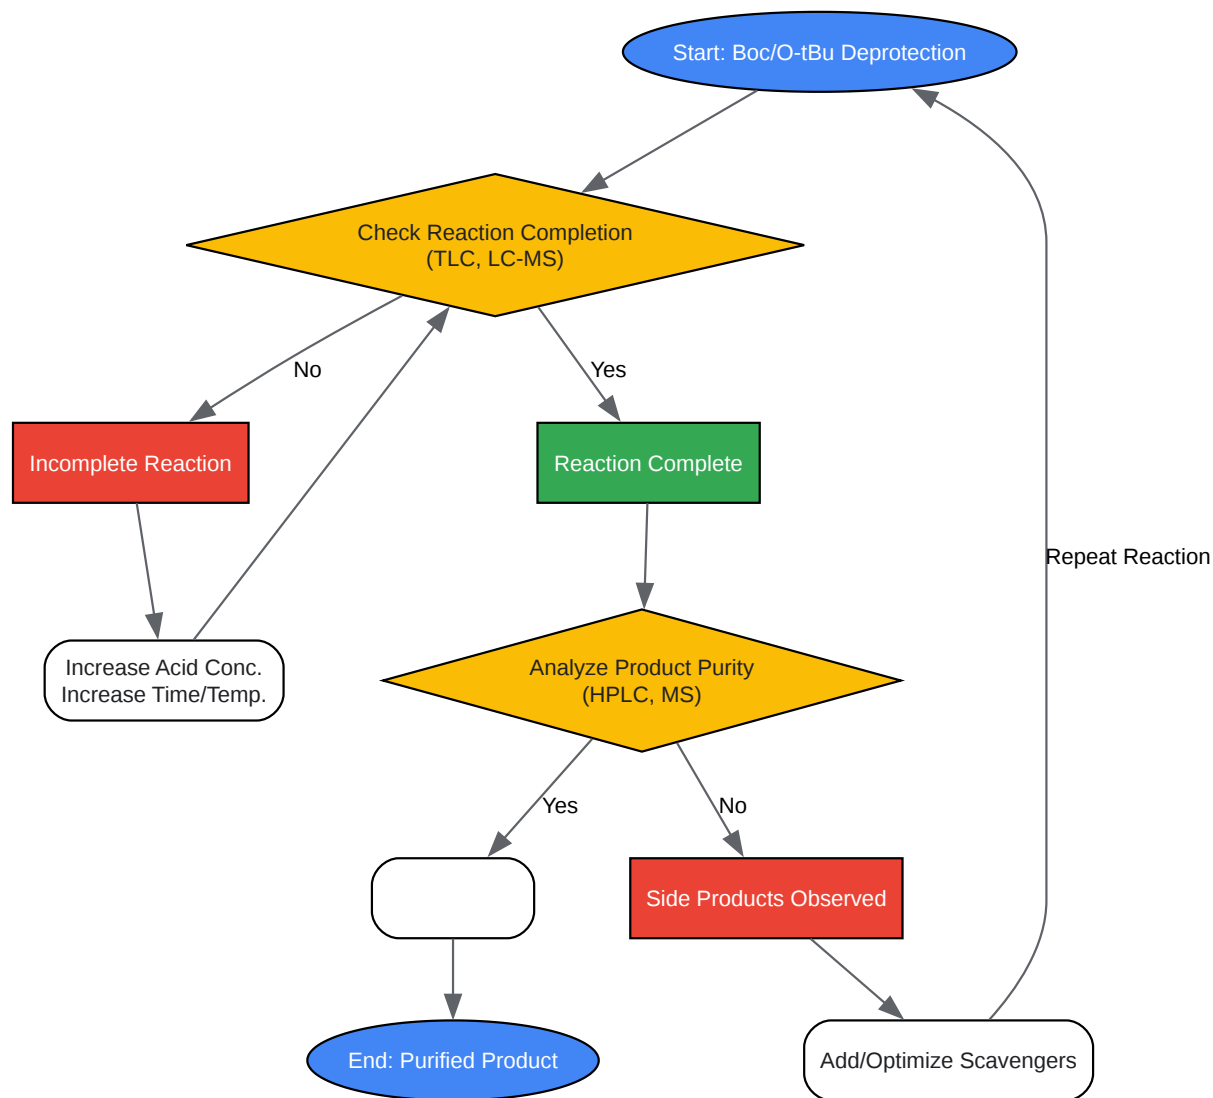 Start: Boc/O-tBu Deprotection
Check Reaction Completion
(TLC, LC-MS)
No
Yes
Incomplete Reaction
Reaction Complete
Repeat Reaction
Increase Acid Conc.
Increase Time/Temp.
Analyze Product Purity
(HPLC, MS)
Yes
No
Side Products Observed
End: Purified Product
Add/Optimize Scavengers